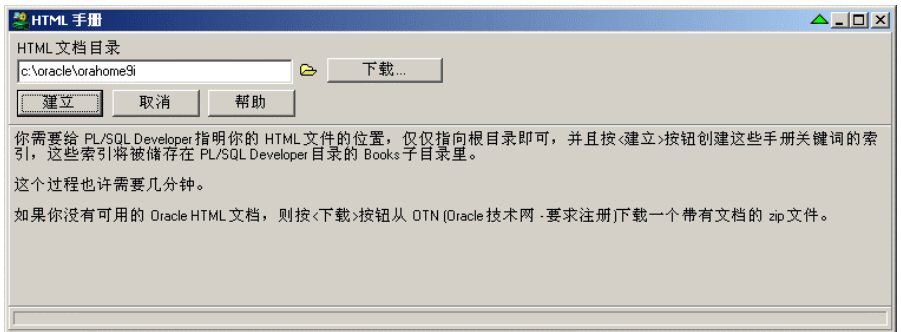 HTML 手册
HTML 文档目录
c:\oracle\orahome9i
下载...
建立
取消
帮助
你需要给 PL/SQL Developer 指明你的 HTML 文件的位置，仅仅指向根目录即可，并且按<建立>按钮创建这些手册关键词的索
引，这些索引将被储存在 PL/SQL Developer 目录的 Books 子目录里。
这个过程也许需要几分钟。
如果你没有可用的 Oracle HTML 文档，则按<下载>按钮从 OTN (Oracle 技术网 -要求注册)下载一个带有文档的 zip 文件。